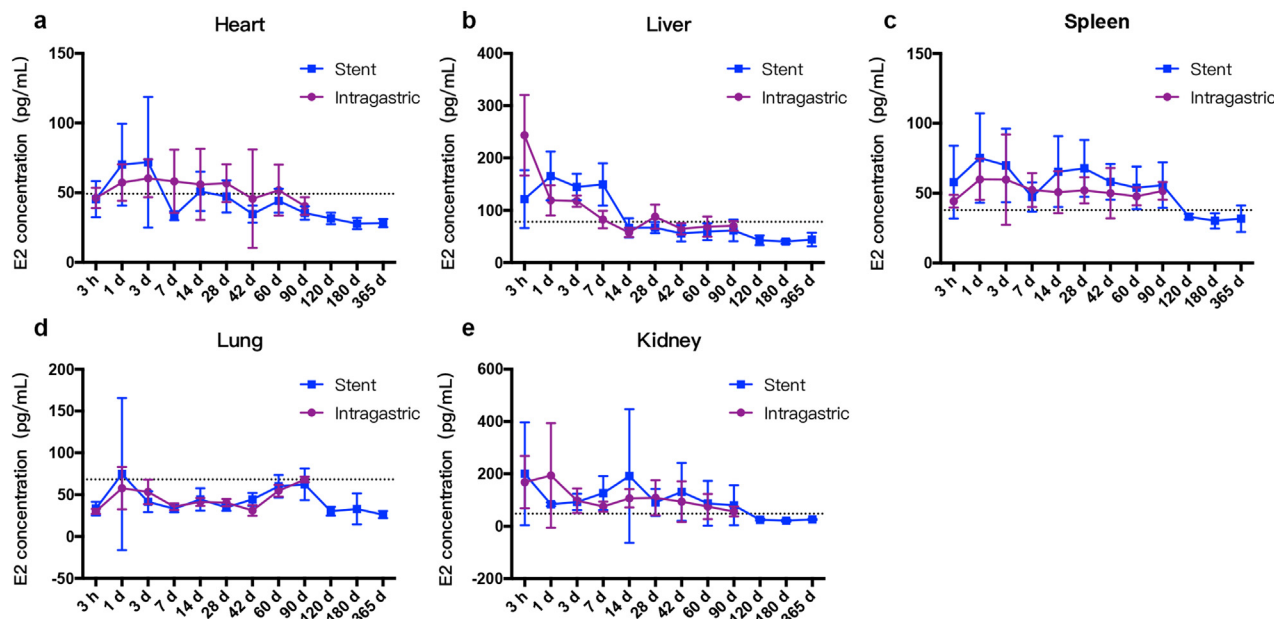 a
Heart
E2 concentration (pg/mL)
150
100
50
0
Stent
Intragastric
3 h 1 d 3 d 7 d 14 d 28 d 42 d 60 d 90 d 120 d 180 d 365 d
b
Liver
E2 concentration (pg/mL)
400
300
200
100
0
Stent
Intragastric
3 h 1 d 3 d 7 d 14 d 28 d 42 d 60 d 90 d 120 d 180 d 365 d
c
Spleen
E2 concentration (pg/mL)
150
100
50
0
Stent
Intragastric
3 h 1 d 3 d 7 d 14 d 28 d 42 d 60 d 90 d 120 d 180 d 365 d
d
Lung
E2 concentration (pg/mL)
200
150
100
50
0
-50
Stent
Intragastric
3 h 1 d 3 d 7 d 14 d 28 d 42 d 60 d 90 d 120 d 180 d 365 d
e
Kidney
E2 concentration (pg/mL)
600
400
200
0
-200
Stent
Intragastric
3 h 1 d 3 d 7 d 14 d 28 d 42 d 60 d 90 d 120 d 180 d 365 d